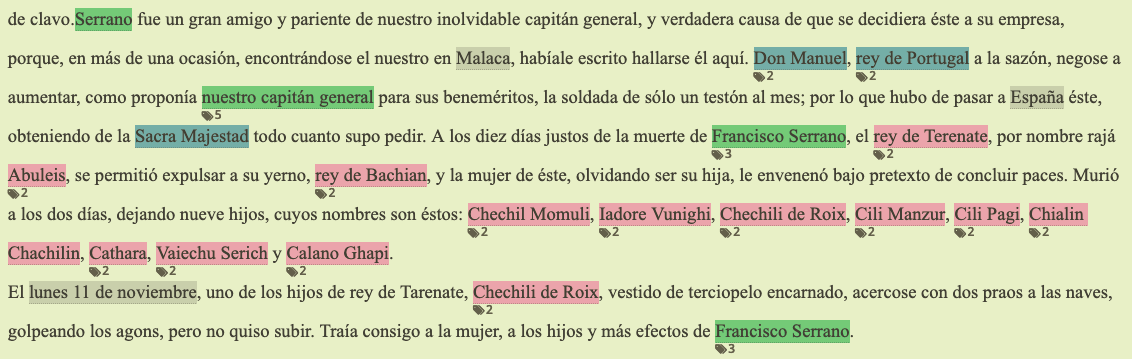 de clavo.Serrano fue un gran amigo y pariente de nuestro inolvidable capitán general, y verdadera causa de que se decidiera éste a su empresa,
porque, en más de una ocasión, encontrándose el nuestro en Malaca, habíale escrito hallarse él aquí. Don Manuel, rey de Portugal a la sazón, negose a
2 2
aumentar, como proponía nuestro capitán general para sus beneméritos, la soldada de sólo un testón al mes; por lo que hubo de pasar a España éste,
5
obteniendo de la Sacra Majestad todo cuanto supo pedir. A los diez días justos de la muerte de Francisco Serrano, el rey de Terenate, por nombre rajá
3 2
Abuleis, se permitió expulsar a su yerno, rey de Bachian, y la mujer de éste, olvidando ser su hija, le envenenó bajo pretexto de concluir paces. Murió
2 2
a los dos días, dejando nueve hijos, cuyos nombres son éstos: Chechil Momuli, Iadore Vunighi, Chechili de Roix, Cili Manzur, Cili Pagi, Chialin
2 2 2 2 2 2
Chachilin, Cathara, Vaiechu Serich y Calano Ghapi.
2 2 2
El lunes 11 de noviembre, uno de los hijos de rey de Tarenate, Chechili de Roix, vestido de terciopelo encarnado, acercose con dos praos a las naves,
2
golpeando los agons, pero no quiso subir. Traía consigo a la mujer, a los hijos y más efectos de Francisco Serrano.
3